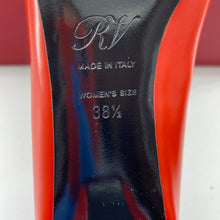 RV
MADE IN ITALY
WOMEN'S SIZE
38½